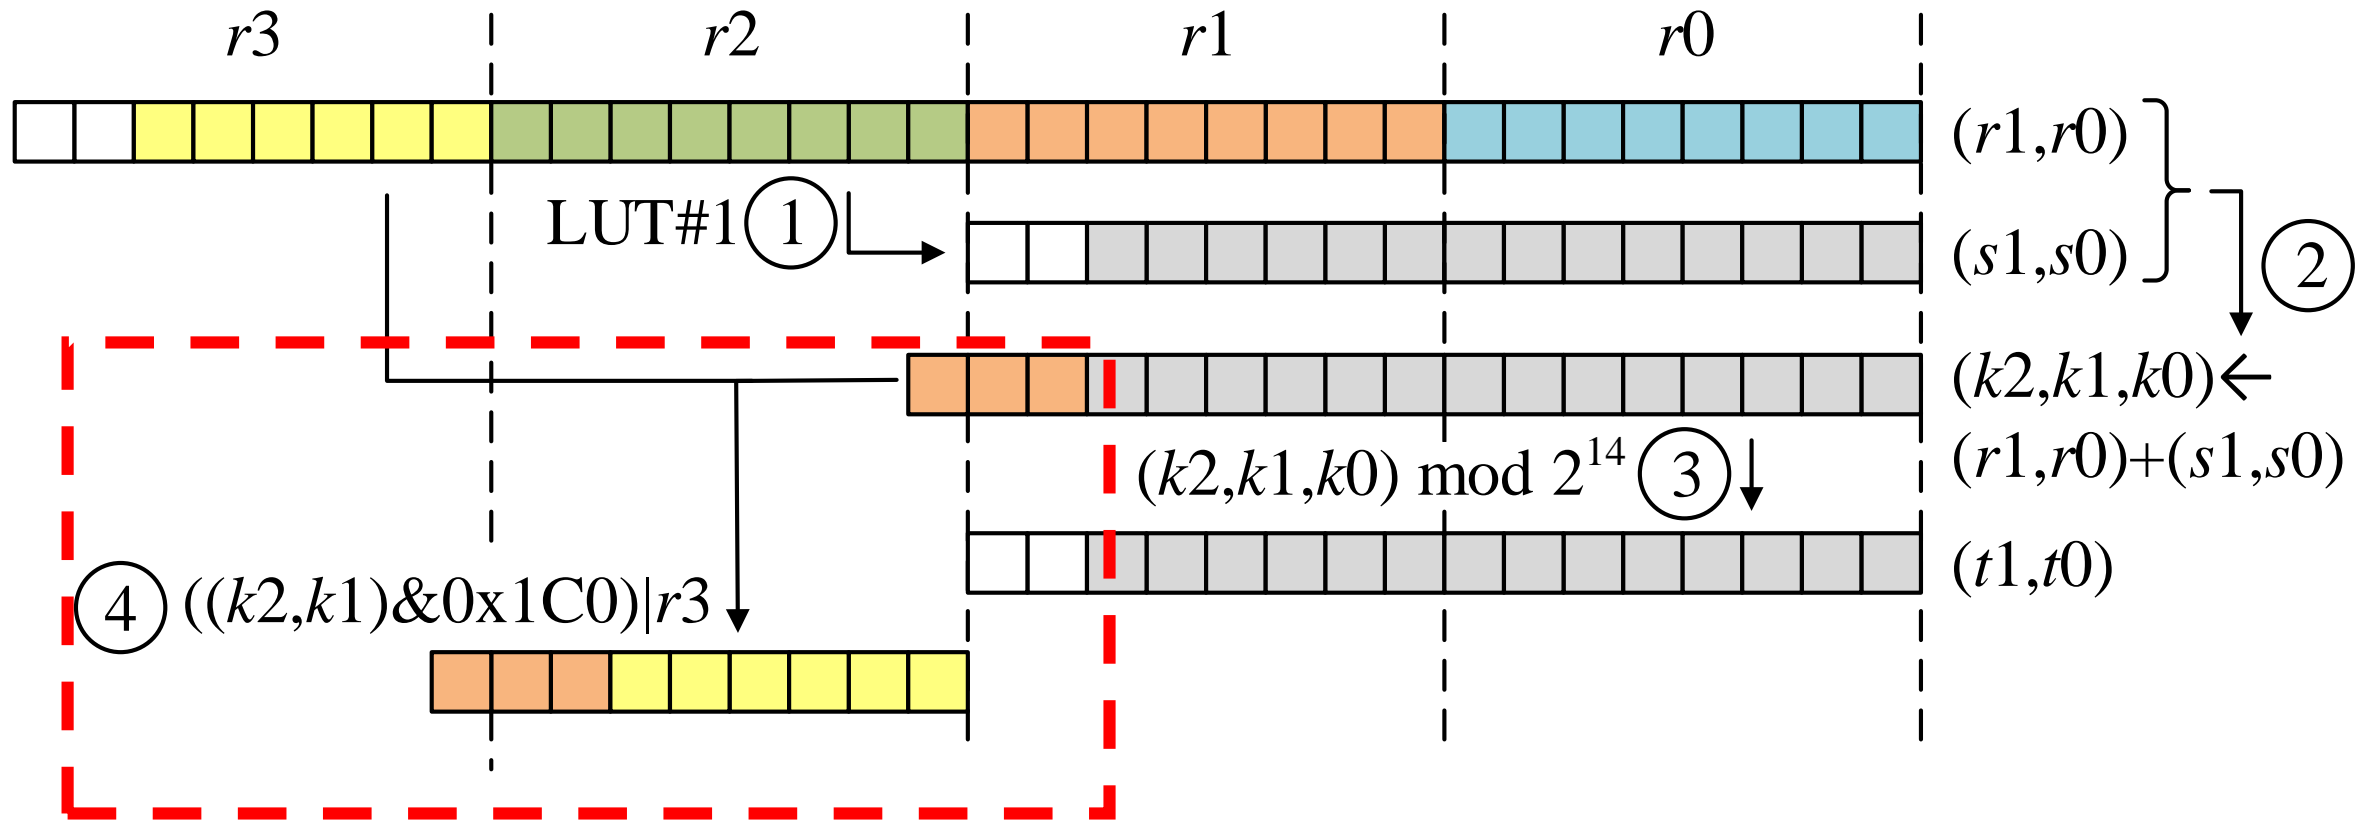 r3 r2 r1 r0
(r1,r0)
LUT#1 1
(s1,s0)
2
(k2,k1,k0)←
(r1,r0)+(s1,s0)
(k2,k1,k0) mod 2^14 3
(t1,t0)
4 ((k2,k1)&0x1C0)|r3